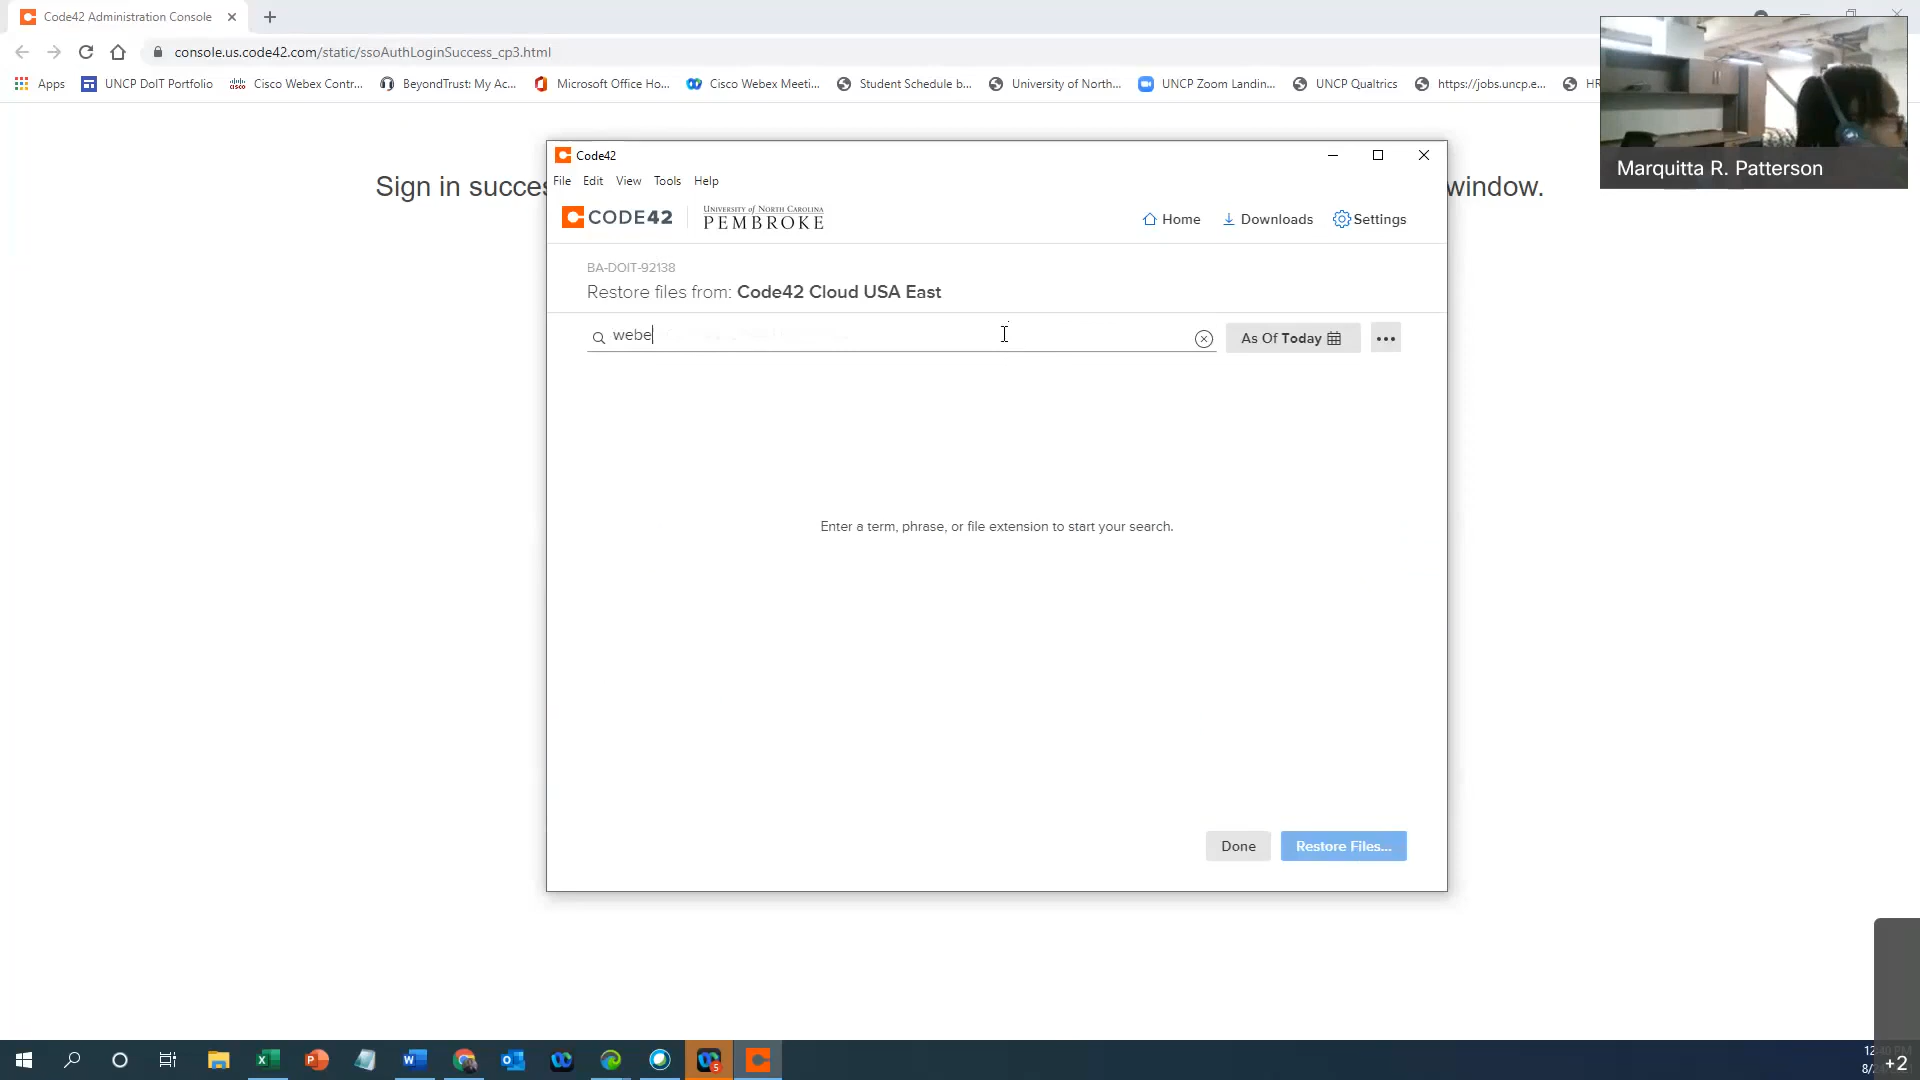 Code42 Administration Console
console.us.code42.com/static/ssoAuthLoginSuccess_cp3.html
Apps UNCP DoIT Portfolio Cisco Webex Contr... BeyondTrust: My Ac... Microsoft Office Ho... Cisco Webex Meeti... Student Schedule b... University of North... UNCP Zoom Landin... UNCP Qualtrics https://jobs.uncp.e... HR
Marquitta R. Patterson
Sign in succes window.
Code42
File Edit View Tools Help
CODE42 UNIVERSITY OF NORTH CAROLINA
PEMBROKE
Home Downloads Settings
BA-DOIT-92138
Restore files from: Code42 Cloud USA East
webe
As Of Today
Enter a term, phrase, or file extension to start your search.
Done Restore Files...
+2